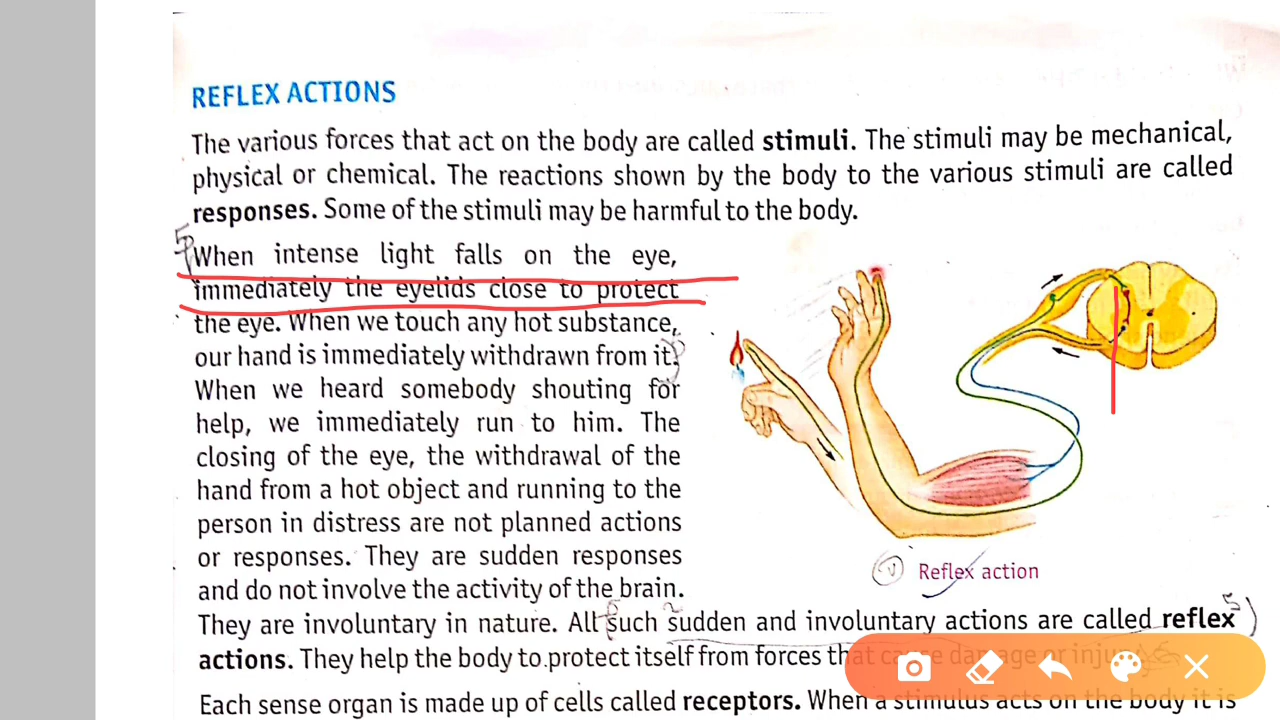 REFLEX ACTIONS
The various forces that act on the body are called stimuli. The stimuli may be mechanical,
physical or chemical. The reactions shown by the body to the various stimuli are called
responses. Some of the stimuli may be harmful to the body.
When intense light falls on the eye,
immediately the eyelids close to protect
the eye. When we touch any hot substance,
our hand is immediately withdrawn from it.
When we heard somebody shouting for
help, we immediately run to him. The
closing of the eye, the withdrawal of the
hand from a hot object and running to the
person in distress are not planned actions
or responses. They are sudden responses
and do not involve the activity of the brain.
Reflex action
They are involuntary in nature. All such sudden and involuntary actions are called reflex
actions. They help the body to protect itself from forces that cause damage or injury.
Each sense organ is made up of cells called receptors. When a stimulus acts on the body it is